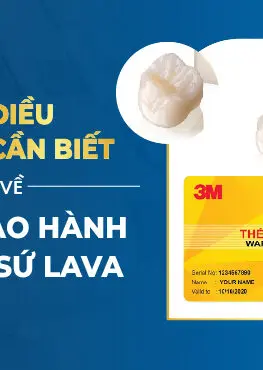 ĐIỀU
CẦN BIẾT
VỀ
ẢO HÀNH
SỨ LAVA
3M
THẺ
WAR
Serial No: 1234567890
Name : YOUR NAME
Valid to : 10/10/2020